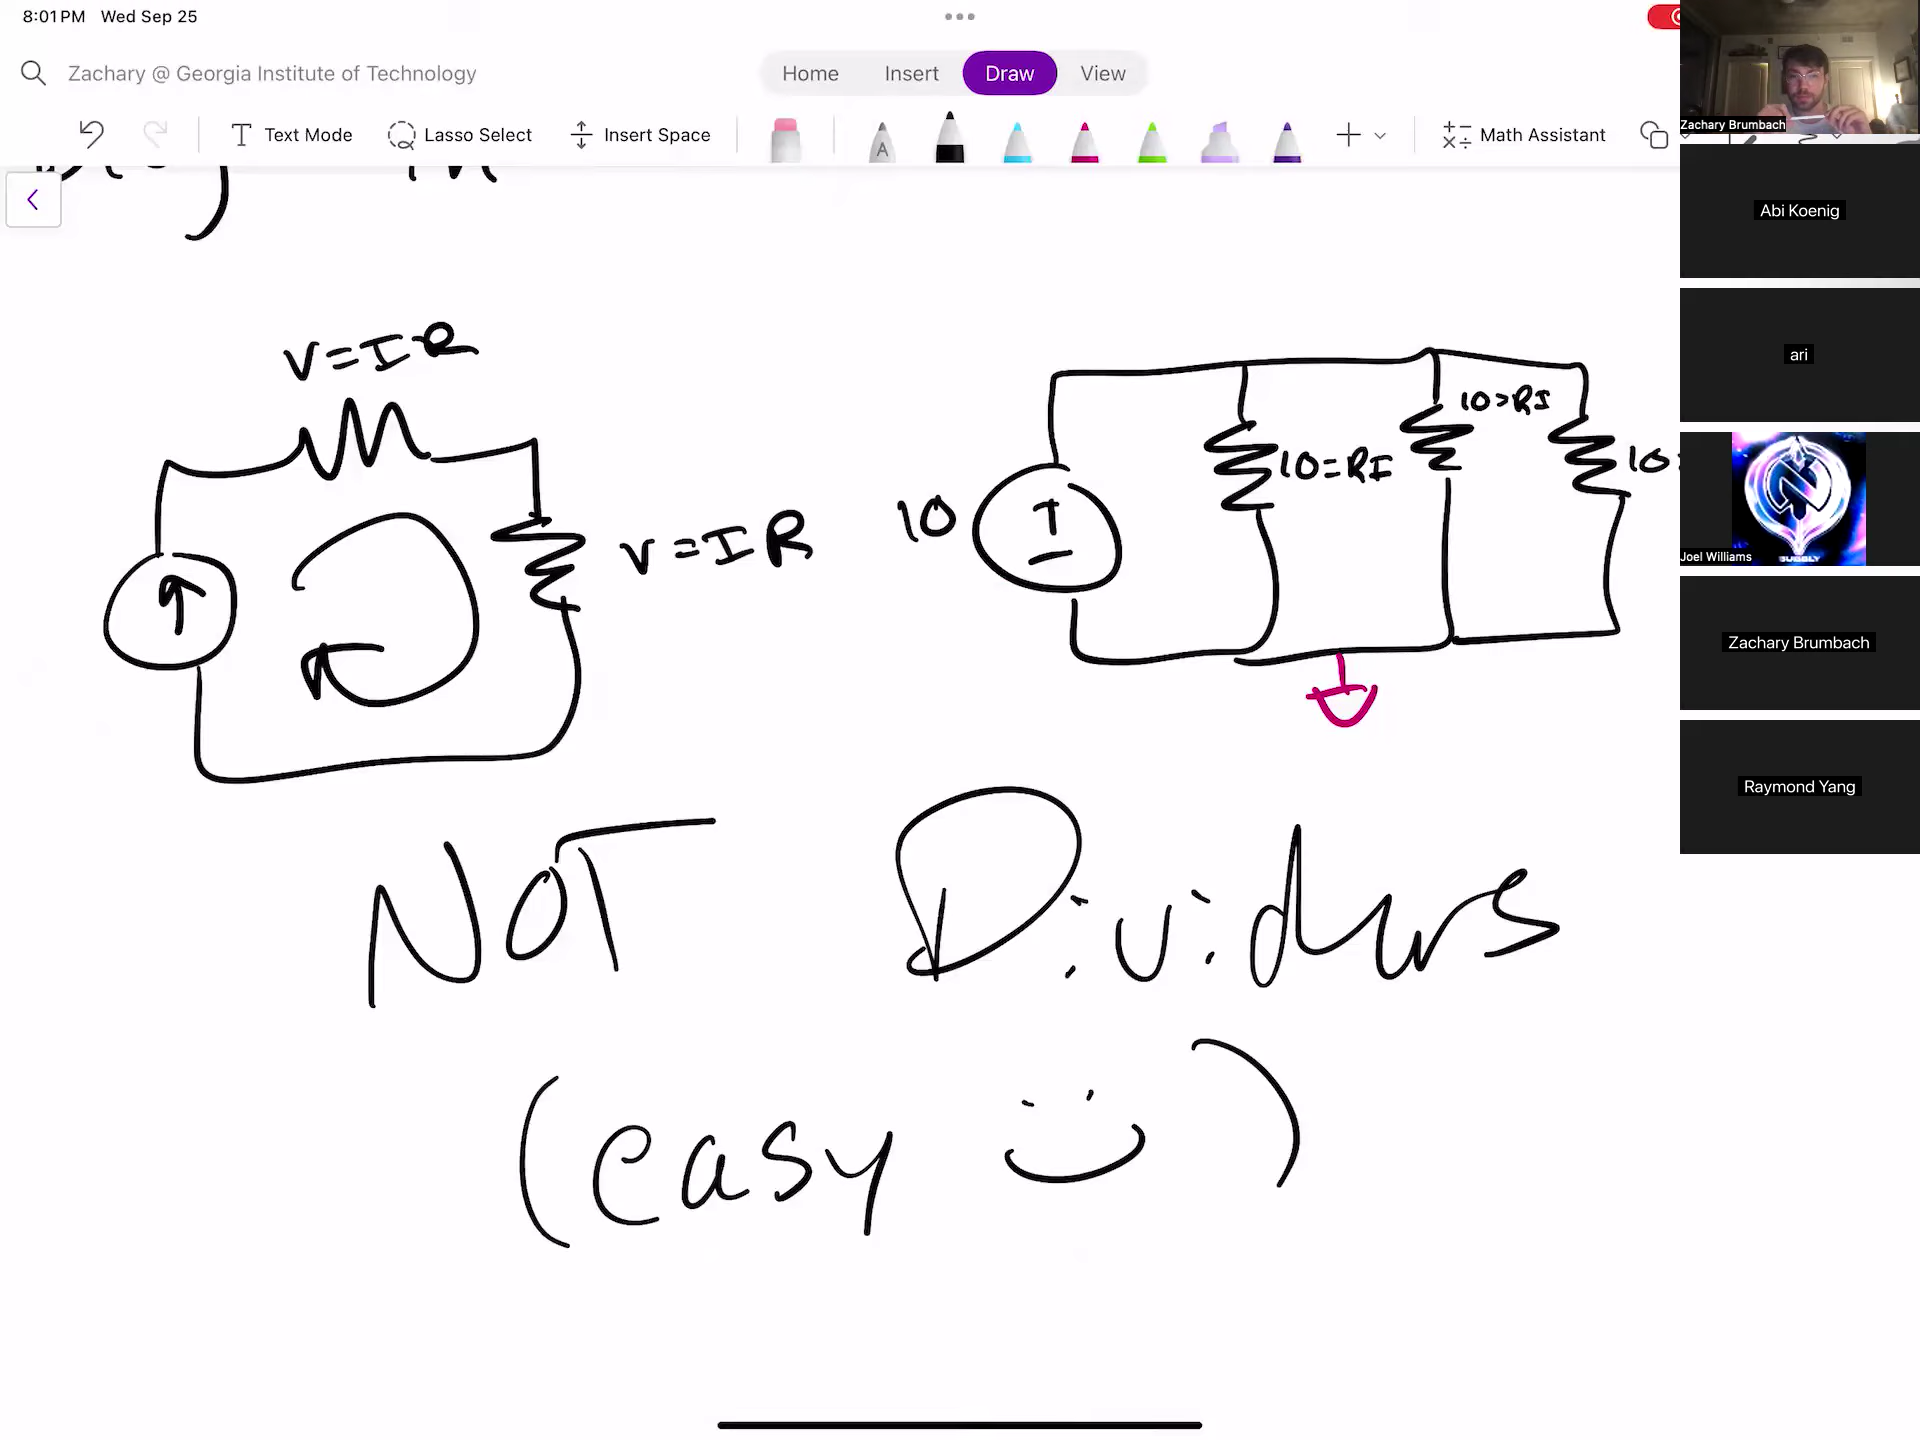 8:01 PM Wed Sep 25
Zachary @ Georgia Institute of Technology
Home Insert Draw View
Text Mode Lasso Select Insert Space A Math Assistant
Zachary Brumbach
Abi Koenig
ari
Joel Williams
Zachary Brumbach
Raymond Yang
V=IR
V=IR
10
10=RI
10=RI
10
NOT Dividers
(easy :))